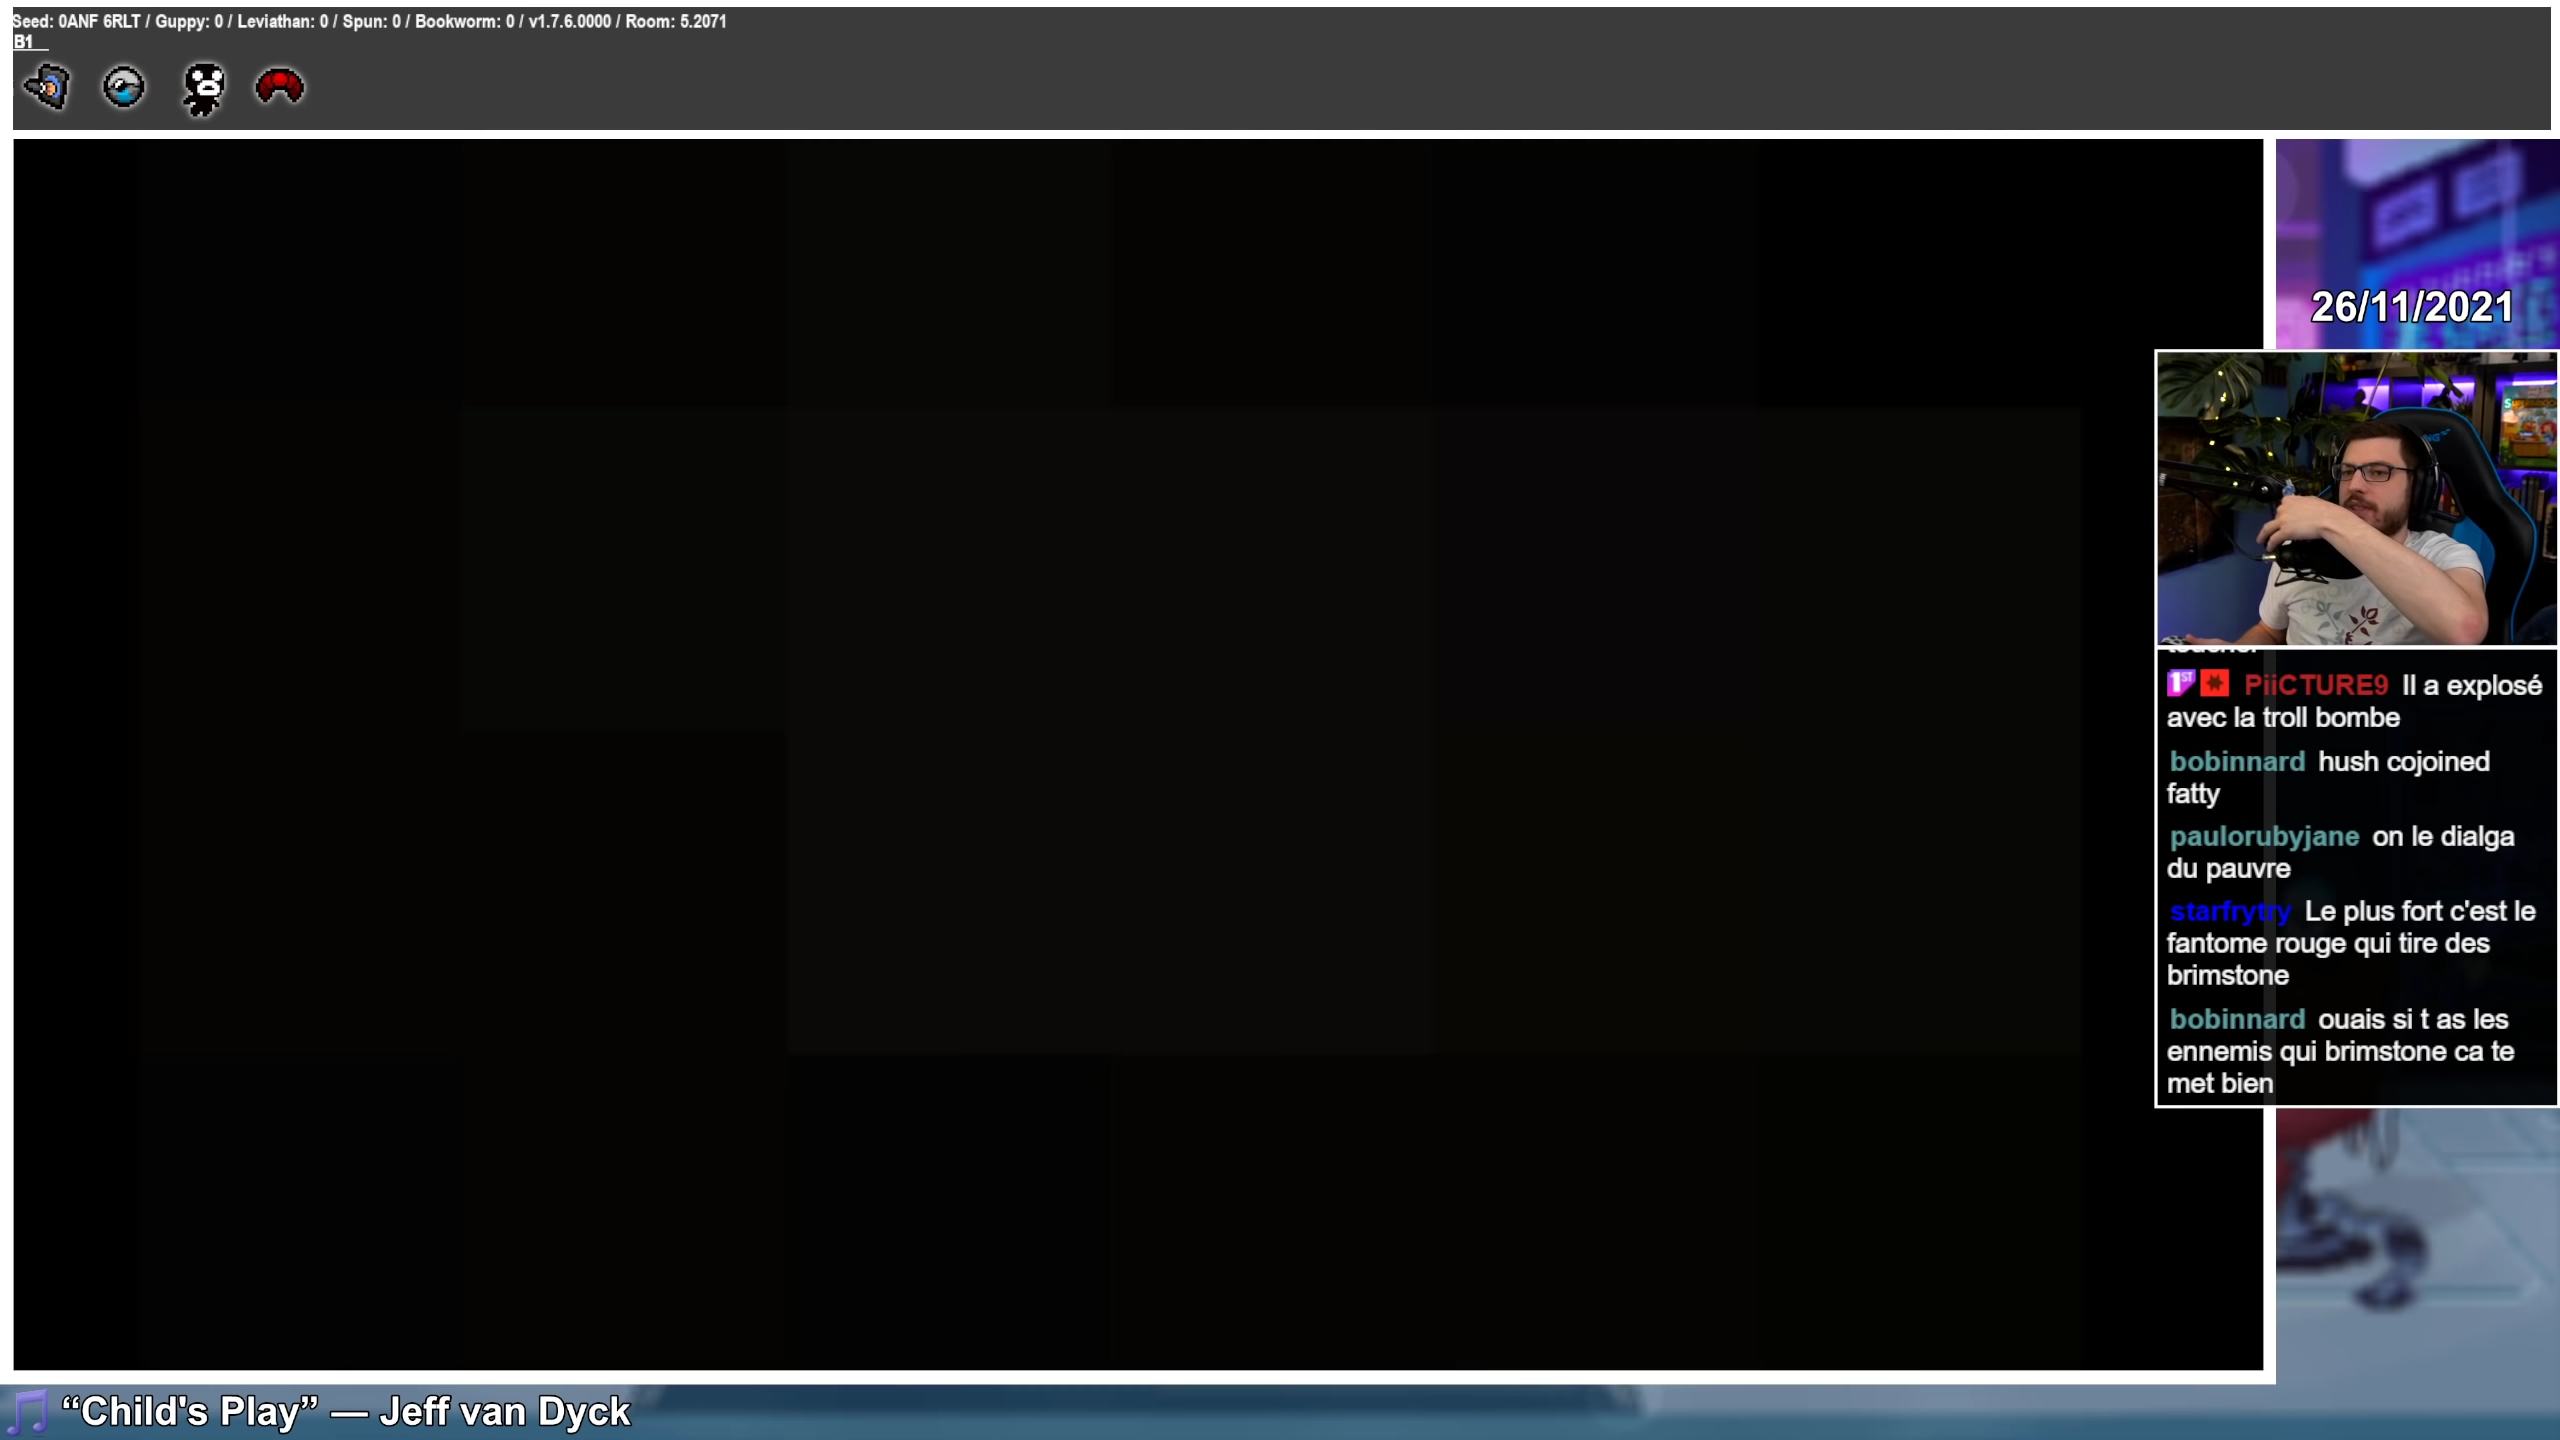 Seed: 0ANF 6RLT / Guppy: 0 / Leviathan: 0 / Spun: 0 / Bookworm: 0 / v1.7.6.0000 / Room: 5.2071
B1
26/11/2021
PiiCTURE9 Il a explosé
avec la troll bombe
bobinnard hush cojoined
fatty
paulorubyjane on le dialga
du pauvre
starfrytry Le plus fort c'est le
fantome rouge qui tire des
brimstone
bobinnard ouais si t as les
ennemis qui brimstone ca te
met bien
“Child's Play” — Jeff van Dyck